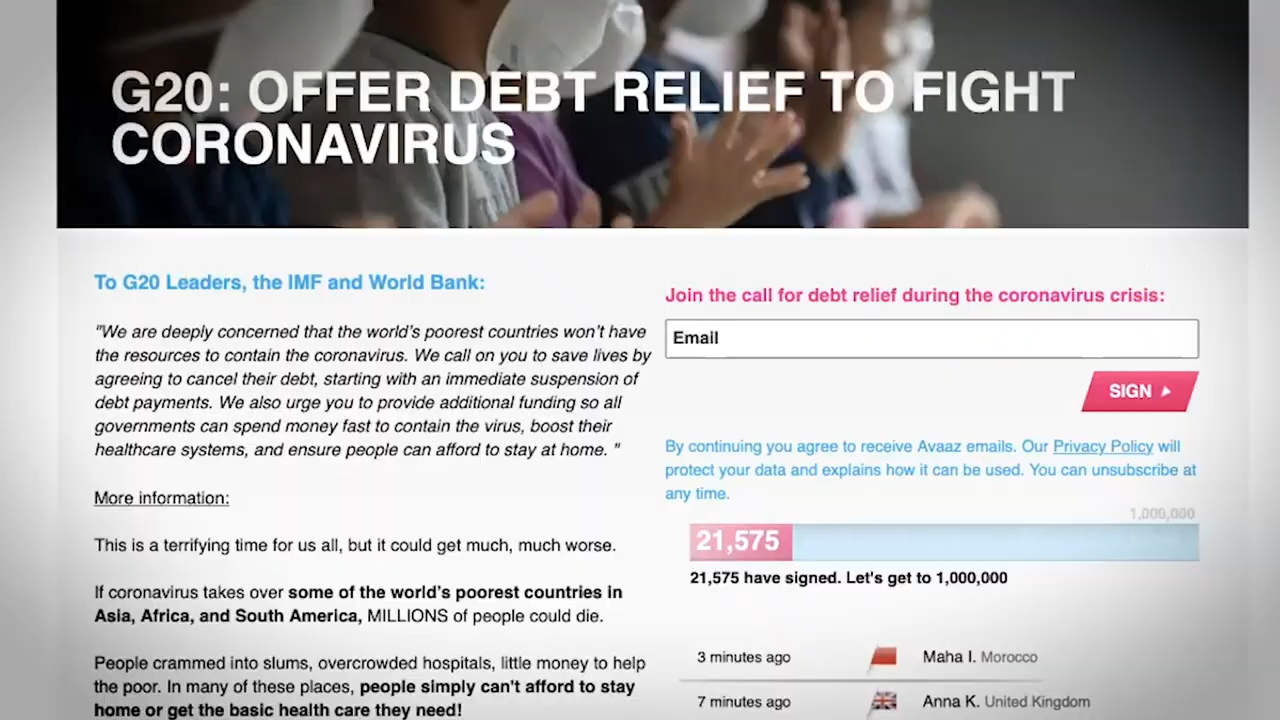 G20: OFFER DEBT RELIEF TO FIGHT
CORONAVIRUS
To G20 Leaders, the IMF and World Bank:
"We are deeply concerned that the world's poorest countries won't have
the resources to contain the coronavirus. We call on you to save lives by
agreeing to cancel their debt, starting with an immediate suspension of
debt payments. We also urge you to provide additional funding so all
governments can spend money fast to contain the virus, boost their
healthcare systems, and ensure people can afford to stay at home. "
More information:
This is a terrifying time for us all, but it could get much, much worse.
If coronavirus takes over some of the world's poorest countries in
Asia, Africa, and South America, MILLIONS of people could die.
People crammed into slums, overcrowded hospitals, little money to help
the poor. In many of these places, people simply can't afford to stay
home or get the basic health care they need!
Join the call for debt relief during the coronavirus crisis:
Email
SIGN
By continuing you agree to receive Avaaz emails. Our Privacy Policy will
protect your data and explains how it can be used. You can unsubscribe at
any time.
1,000,000
21,575
21,575 have signed. Let's get to 1,000,000
3 minutes ago Maha I. Morocco
7 minutes ago Anna K. United Kingdom